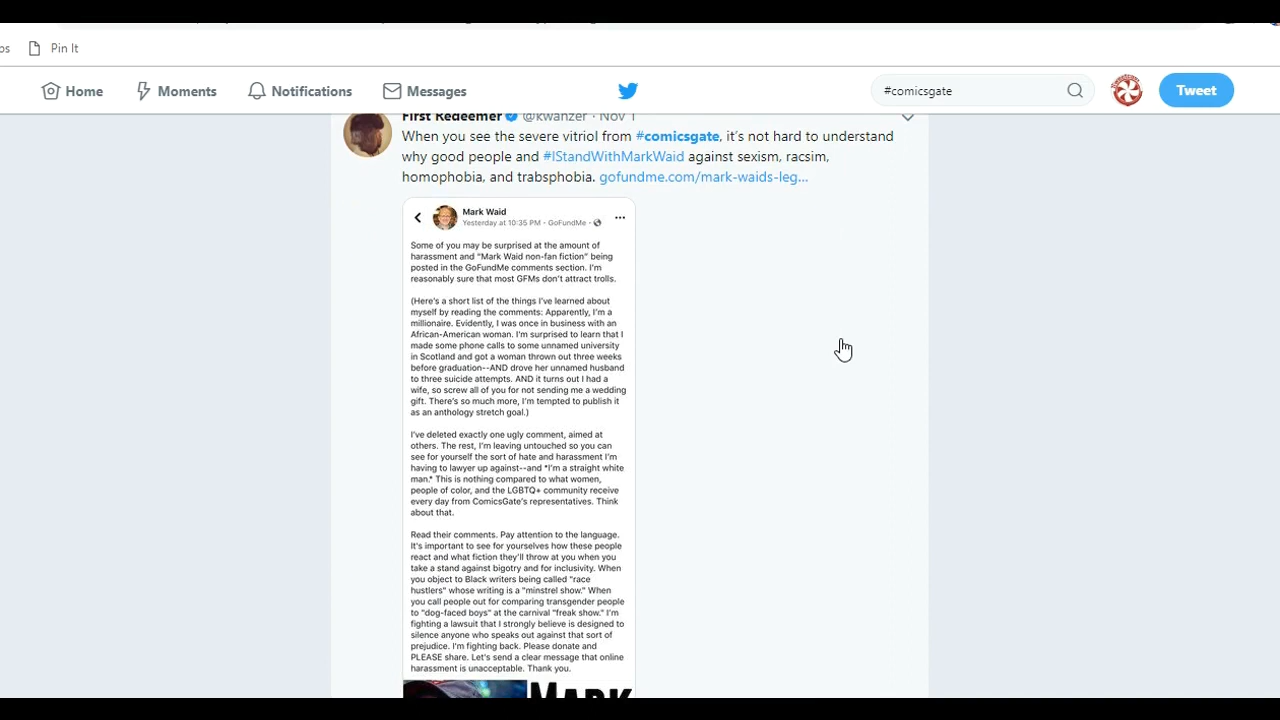 Pin It
Home
Moments
Notifications
Messages
#comicsgate
Tweet
First Redeemer @kwanzer · Nov 1
When you see the severe vitriol from #comicsgate, it's not hard to understand
why good people and #IStandWithMarkWaid against sexism, racsim,
homophobia, and trabsphobia. gofundme.com/mark-waids-leg...
Mark Waid
Yesterday at 10:35 PM · GoFundMe ·
Some of you may be surprised at the amount of
harassment and "Mark Waid non-fan fiction" being
posted in the GoFundMe comments section. I'm
reasonably sure that most GFMs don't attract trolls.
(Here's a short list of the things I've learned about
myself by reading the comments: Apparently, I'm a
millionaire. Evidently, I was once in business with an
African-American woman. I'm surprised to learn that I
made some phone calls to some unnamed university
in Scotland and got a woman thrown out three weeks
before graduation--AND drove her unnamed husband
to three suicide attempts. AND it turns out I had a
wife, so screw all of you for not sending me a wedding
gift. There's so much more, I'm tempted to publish it
as an anthology stretch goal.)
I've deleted exactly one ugly comment, aimed at
others. The rest, I'm leaving untouched so you can
see for yourself the sort of hate and harassment I'm
having to lawyer up against--and *I'm a straight white
man.* This is nothing compared to what women,
people of color, and the LGBTQ+ community receive
every day from ComicsGate's representatives. Think
about that.
Read their comments. Pay attention to the language.
It's important to see for yourselves how these people
react and what fiction they'll throw at you when you
take a stand against bigotry and for inclusivity. When
you object to Black writers being called "race
hustlers" whose writing is a "minstrel show." When
you call people out for comparing transgender people
to "dog-faced boys" at the carnival "freak show." I'm
fighting a lawsuit that I strongly believe is designed to
silence anyone who speaks out against that sort of
prejudice. I'm fighting back. Please donate and
PLEASE share. Let's send a clear message that online
harassment is unacceptable. Thank you.
MARK